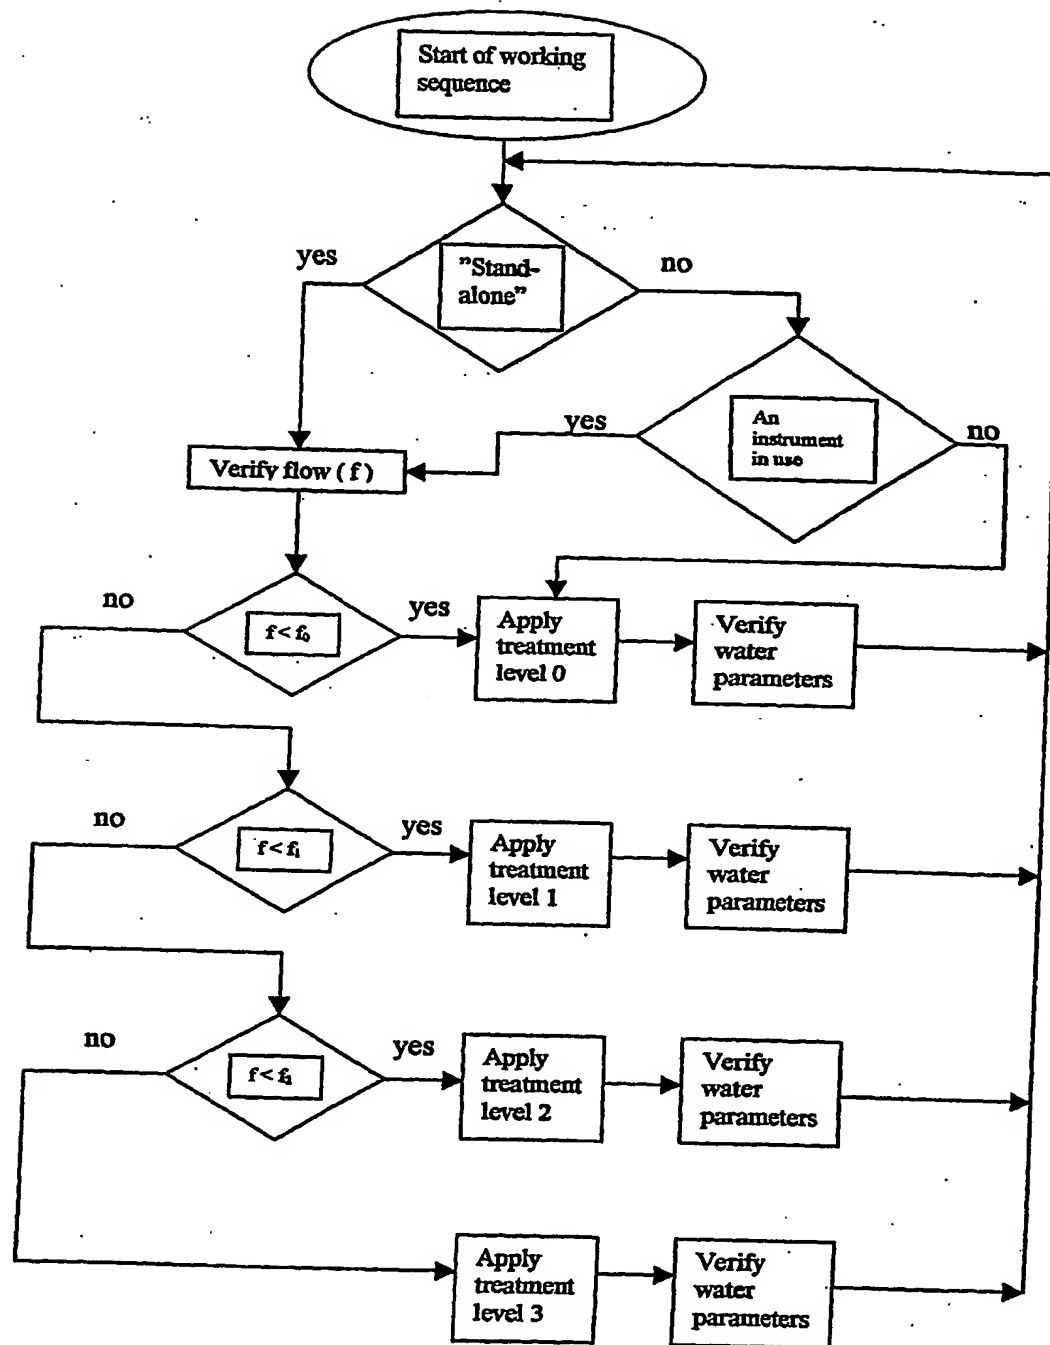 Start of working
sequence
yes
"Stand-
alone"
no
yes
An
instrument
in use
no
Verify flow ( f )
no
f < f₀
yes
Apply
treatment
level 0
Verify
water
parameters
no
f < f₁
yes
Apply
treatment
level 1
Verify
water
parameters
no
f < f₂
yes
Apply
treatment
level 2
Verify
water
parameters
Apply
treatment
level 3
Verify
water
parameters